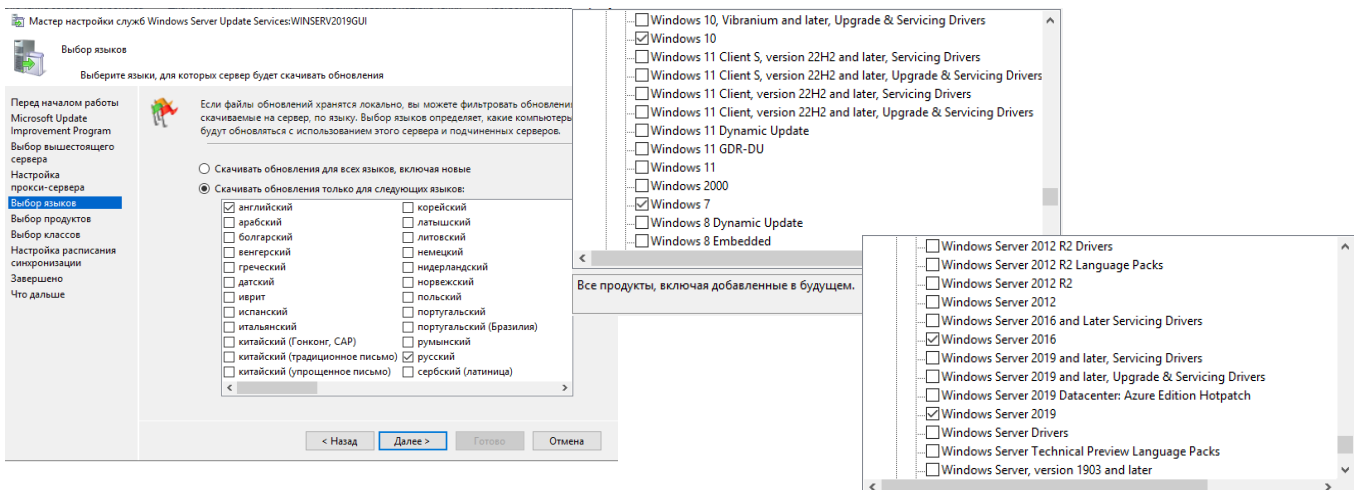 Мастер настройки служб Windows Server Update Services:WINSERV2019GUI
Выбор языков
Выберите языки, для которых сервер будет скачивать обновления
Перед началом работы
Microsoft Update
Improvement Program
Выбор вышестоящего
сервера
Настройка
прокси-сервера
Выбор языков
Выбор продуктов
Выбор классов
Настройка расписания
синхронизации
Завершено
Что дальше
Если файлы обновлений хранятся локально, вы можете фильтровать
скачиваемые на сервер, по языку. Выбор языков определяет, какие
будут обновляться с использованием этого сервера и подчиненных серверов.
Скачивать обновления для всех языков, включая новые
Скачивать обновления только для следующих языков:
английский
арабский
болгарский
венгерский
греческий
датский
иврит
испанский
итальянский
китайский (Гонконг, САР)
китайский (традиционное письмо)
китайский (упрощенное письмо)
корейский
латышский
литовский
немецкий
нидерландский
норвежский
польский
португальский
португальский (Бразилия)
румынский
русский
сербский (латиница)
< Назад
Далее >
Готово
Отмена
Windows 10, Vibranium and later, Upgrade & Servicing Drivers
Windows 10
Windows 11 Client S, version 22H2 and later, Servicing Drivers
Windows 11 Client S, version 22H2 and later, Upgrade & Servicing Drivers
Windows 11 Client, version 22H2 and later, Servicing Drivers
Windows 11 Client, version 22H2 and later, Upgrade & Servicing Drivers
Windows 11 Dynamic Update
Windows 11 GDR-DU
Windows 11
Windows 2000
Windows 7
Windows 8 Dynamic Update
Windows 8 Embedded
Все продукты, включая добавленные в будущем.
Windows Server 2012 R2 Drivers
Windows Server 2012 R2 Language Packs
Windows Server 2012 R2
Windows Server 2012
Windows Server 2016 and Later Servicing Drivers
Windows Server 2016
Windows Server 2019 and later, Servicing Drivers
Windows Server 2019 and later, Upgrade & Servicing Drivers
Windows Server 2019 Datacenter: Azure Edition Hotpatch
Windows Server 2019
Windows Server Drivers
Windows Server Technical Preview Language Packs
Windows Server, version 1903 and later